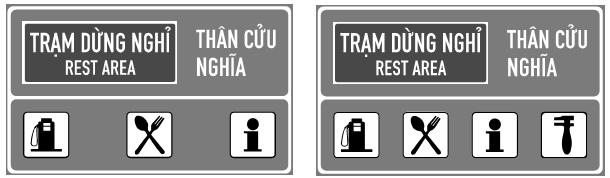 TRẠM DỪNG NGHỈ
REST AREA
THÂN CỬU
NGHĨA
TRẠM DỪNG NGHỈ
REST AREA
THÂN CỬU
NGHĨA